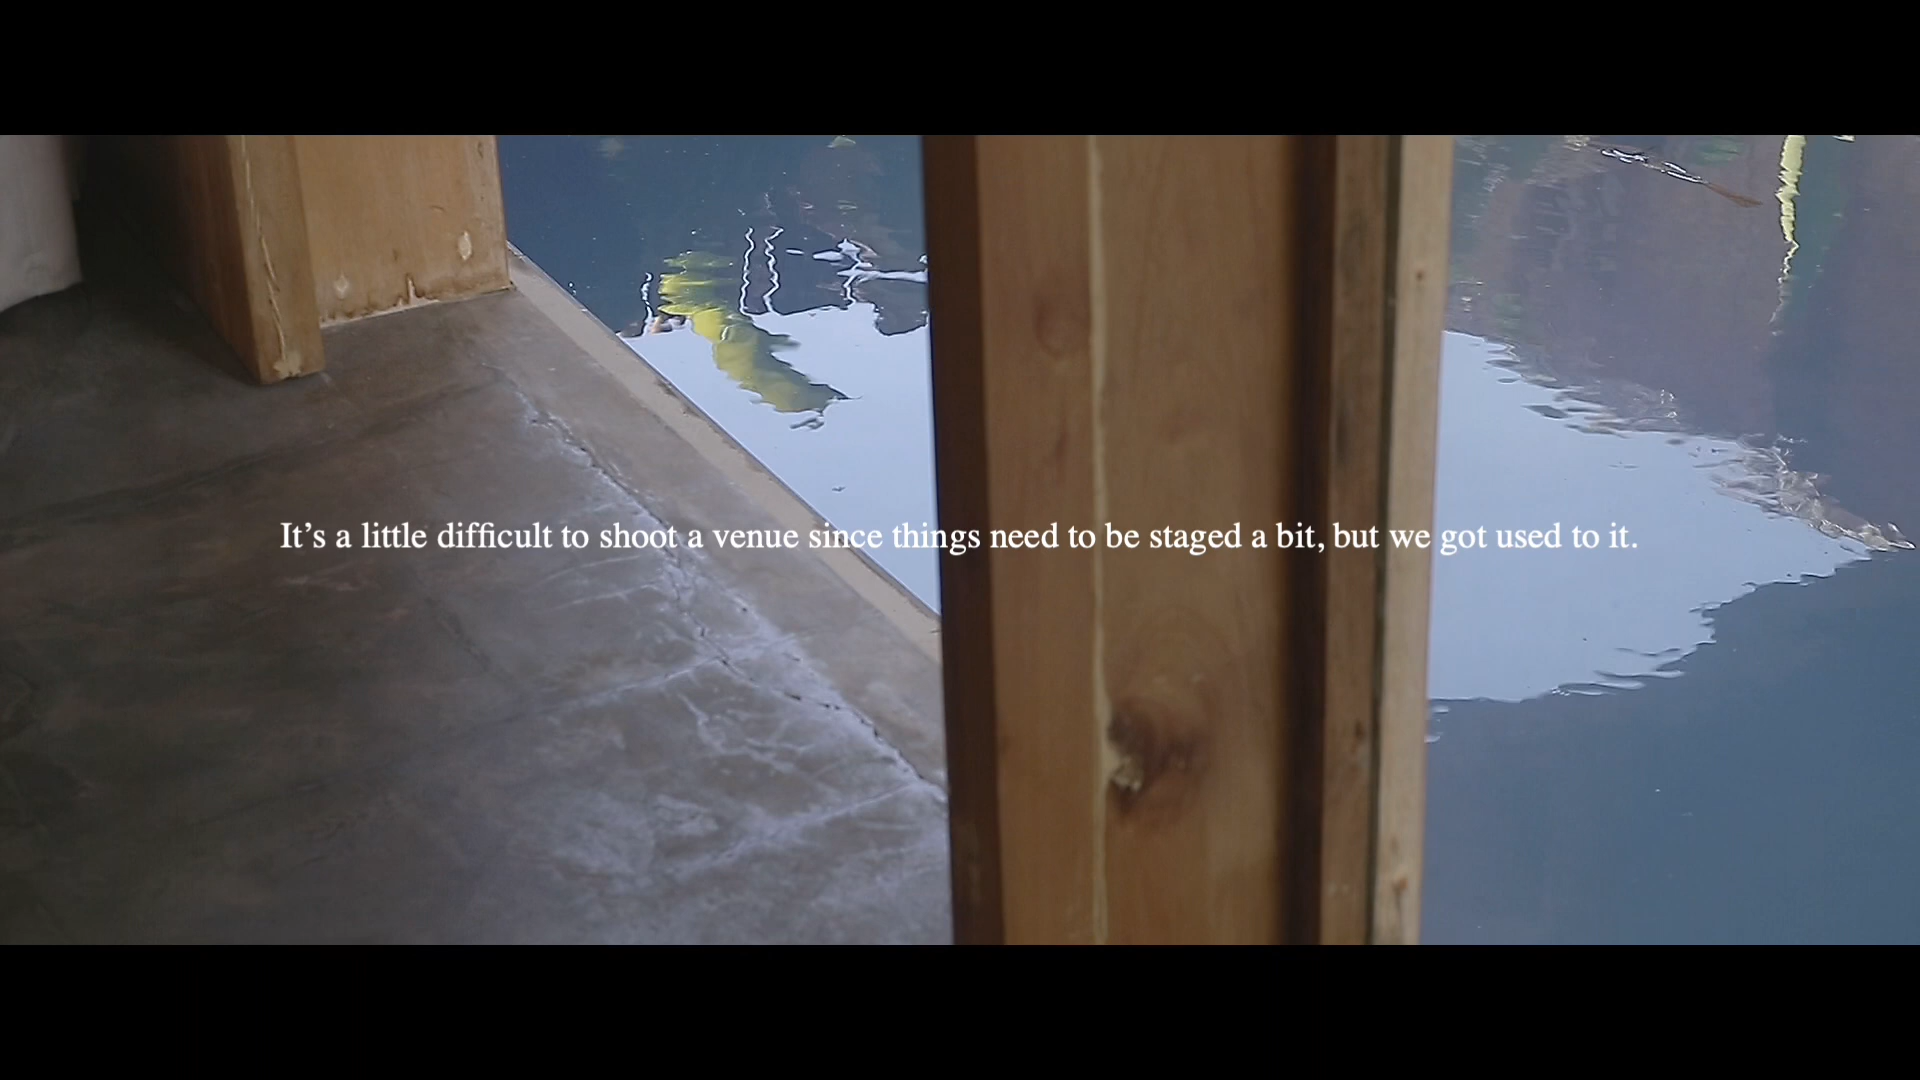 It’s a little difficult to shoot a venue since things need to be staged a bit, but we got used to it.